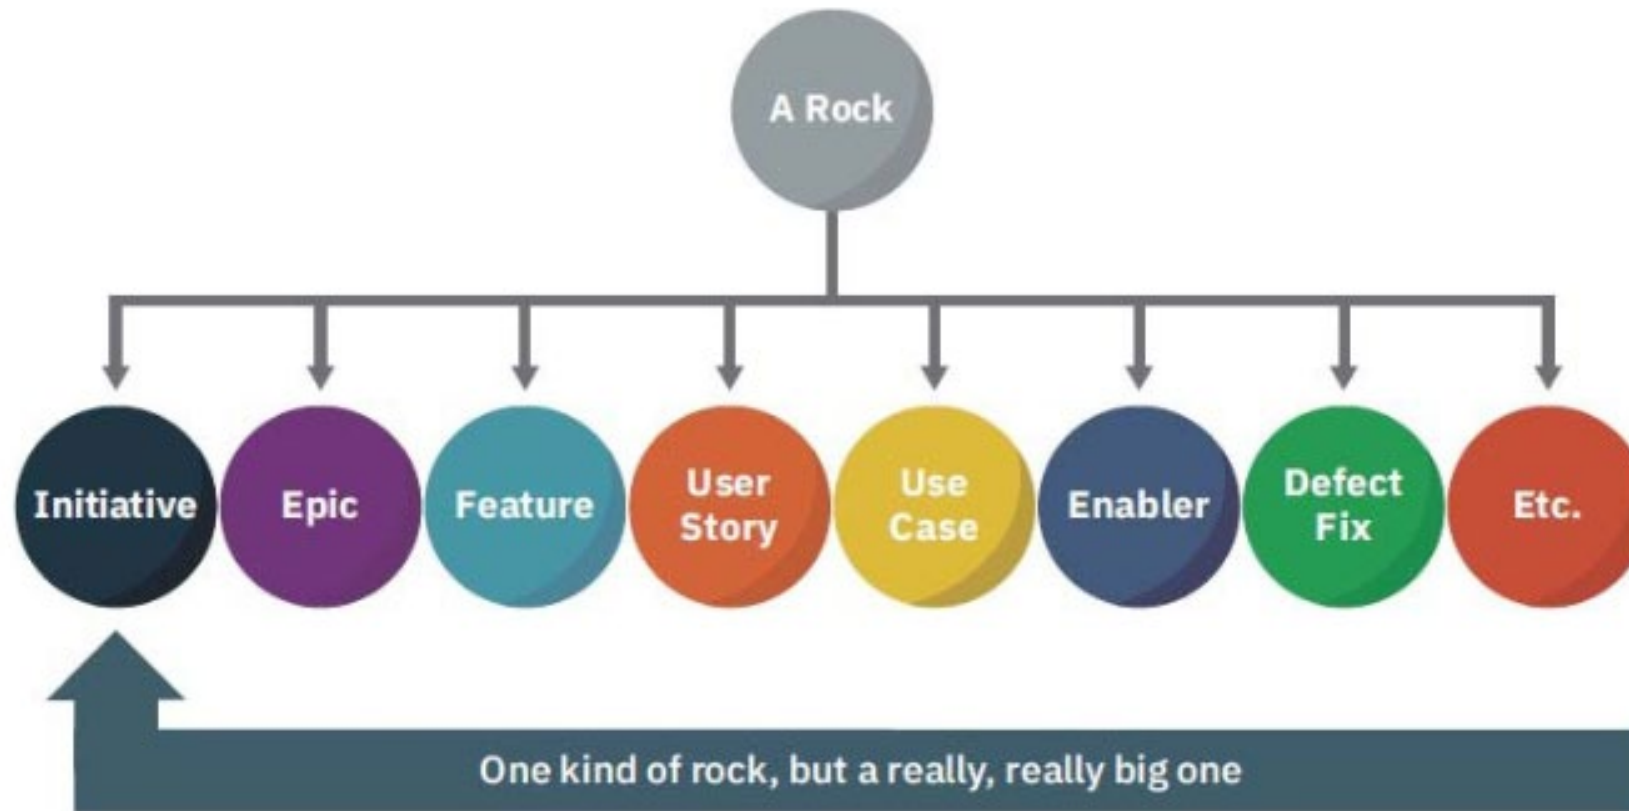 A Rock
Initiative
Epic
Feature
User
Story
Use
Case
Enabler
Defect
Fix
Etc.
One kind of rock, but a really, really big one